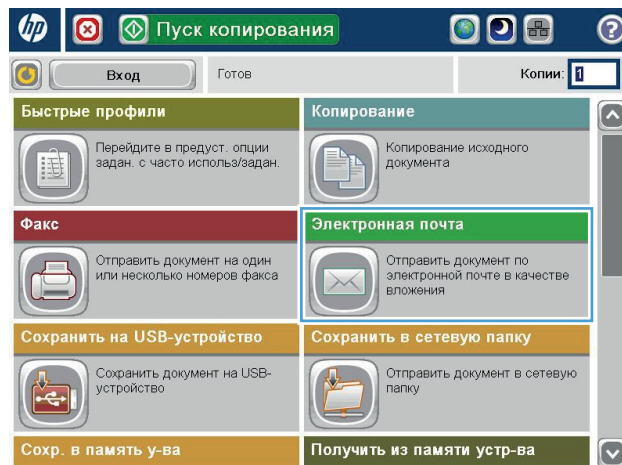 hp
Пуск копирования
?
Вход
Готов
Копии: 1
Быстрые профили
Перейдите в предуст. опции
задан. с часто использ/задан.
Копирование
Копирование исходного
документа
Факс
Отправить документ на один
или несколько номеров факса
Электронная почта
Отправить документ по
электронной почте в качестве
вложения
Сохранить на USB-устройство
Сохранить документ на USB-
устройство
Сохранить в сетевую папку
Отправить документ в сетевую
папку
Сохр. в память у-ва
Получить из памяти устр-ва